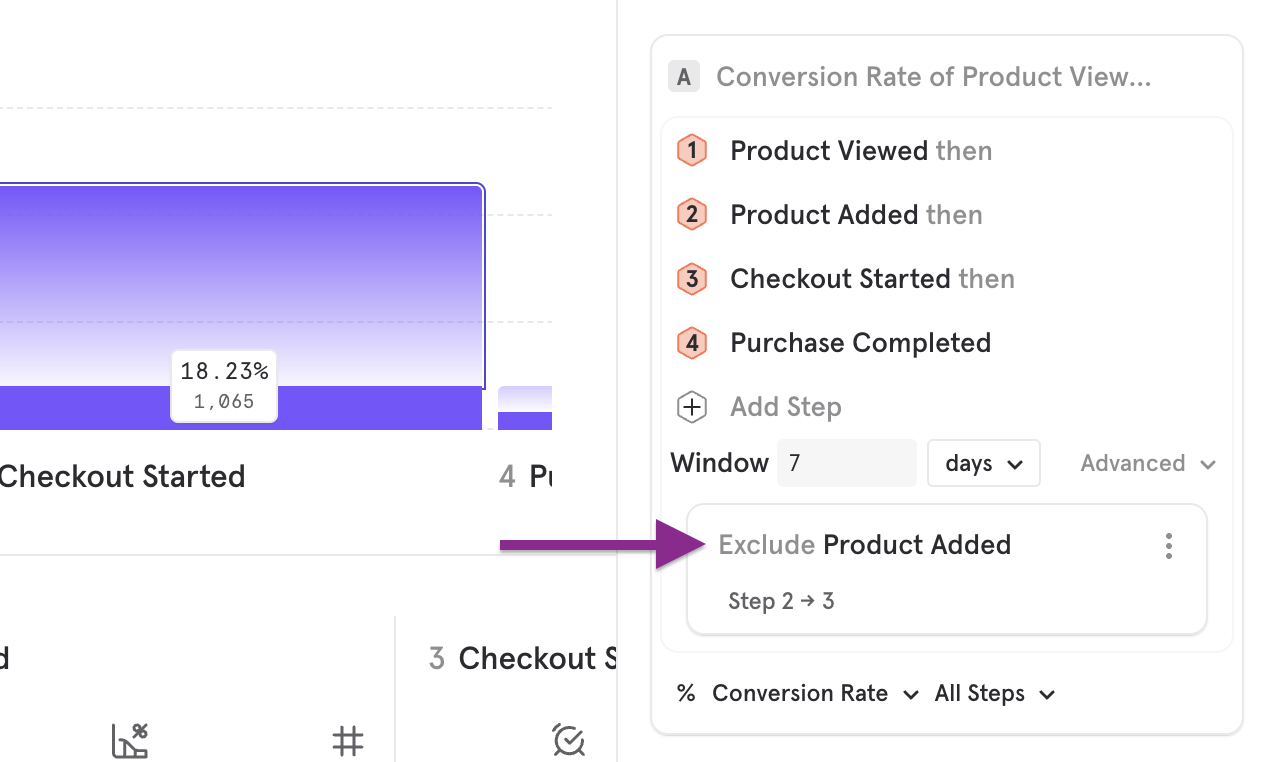 18.23%
1,065
Checkout Started
4
d
3 Checkout S
A Conversion Rate of Product View...
1 Product Viewed then
2 Product Added then
3 Checkout Started then
4 Purchase Completed
Add Step
Window 7 days Advanced
Exclude Product Added
Step 2 → 3
% Conversion Rate All Steps